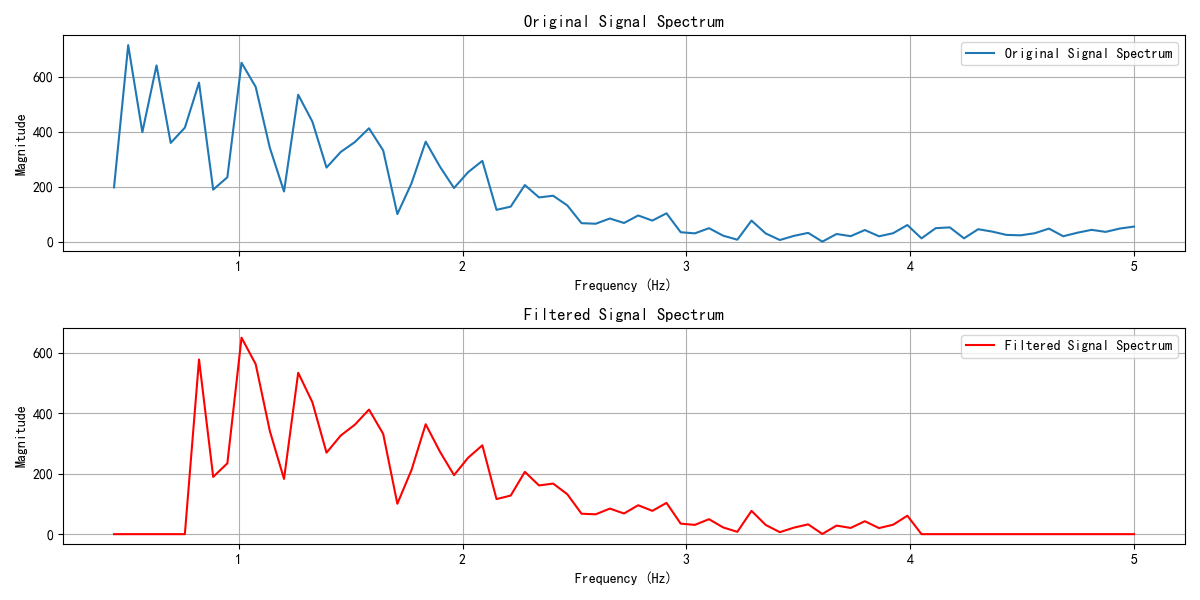 Original Signal Spectrum
Original Signal Spectrum
Magnitude
600
400
200
0
1 2 3 4 5
Frequency (Hz)
Filtered Signal Spectrum
Filtered Signal Spectrum
Magnitude
600
400
200
0
1 2 3 4 5
Frequency (Hz)